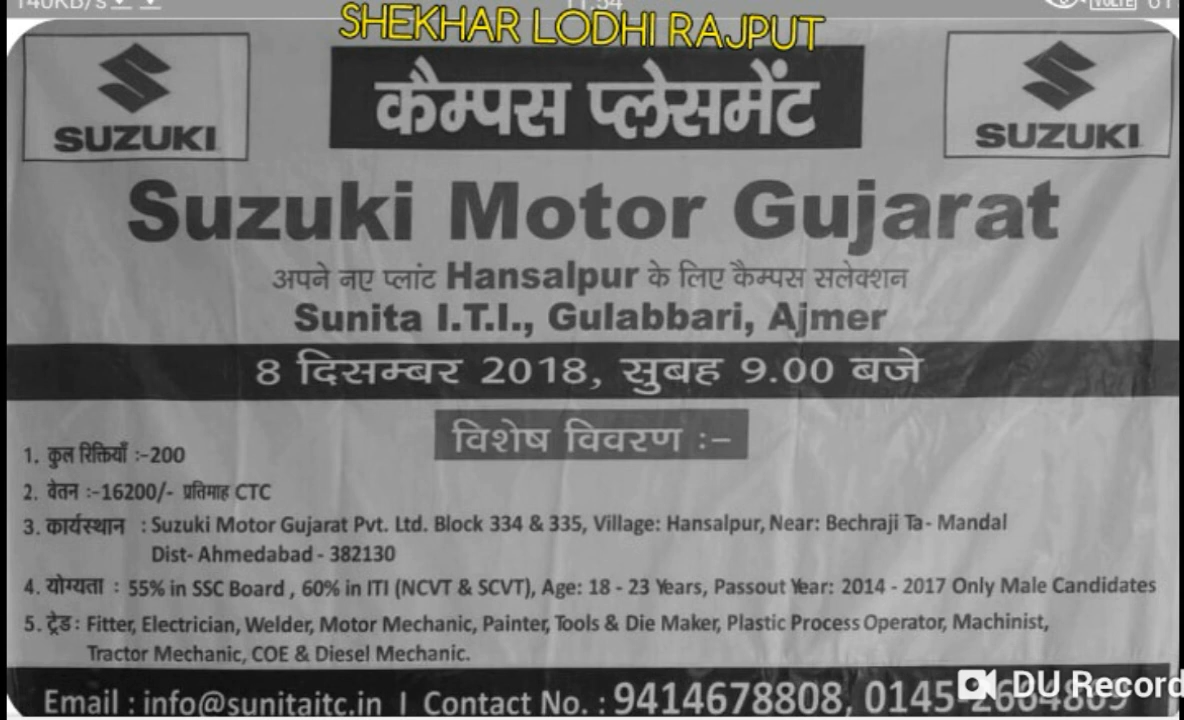 140KB/s 11:54 VOLTE
SHEKHAR LODHI RAJPUT
SUZUKI कैम्पस प्लेसमेंट SUZUKI
Suzuki Motor Gujarat
अपने नए प्लांट Hansalpur के लिए कैम्पस सलेक्शन
Sunita I.T.I., Gulabbari, Ajmer
8 दिसम्बर 2018, सुबह 9.00 बजे
विशेष विवरण :–
1. कुल रिक्तियाँ :-200
2. वेतन :-16200/- प्रतिमाह CTC
3. कार्यस्थान : Suzuki Motor Gujarat Pvt. Ltd. Block 334 & 335, Village: Hansalpur, Near: Bechraji Ta- Mandal
Dist- Ahmedabad - 382130
4. योग्यता : 55% in SSC Board , 60% in ITI (NCVT & SCVT), Age: 18 - 23 Years, Passout Year: 2014 - 2017 Only Male Candidates
5. ट्रेड : Fitter, Electrician, Welder, Motor Mechanic, Painter, Tools & Die Maker, Plastic Process Operator, Machinist,
Tractor Mechanic, COE & Diesel Mechanic.
Email : info@sunitaitc.in I Contact No. : 9414678808, 0145-2604809
DU Record